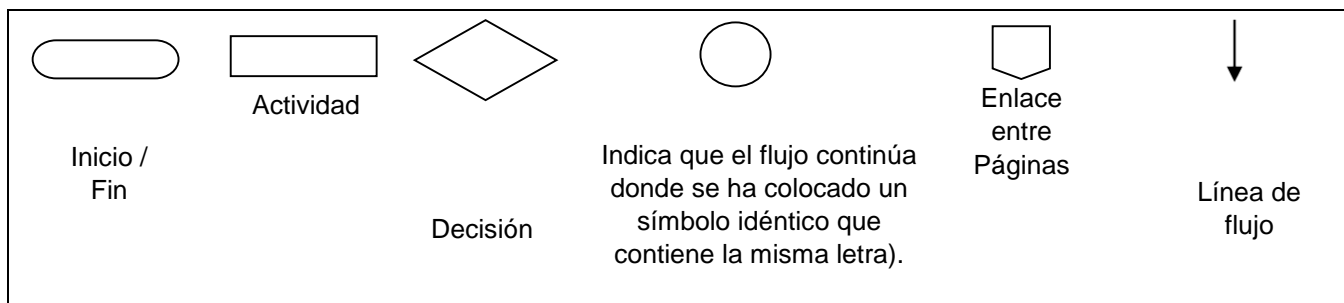 Inicio /
Fin
Actividad
Decisión
Indica que el flujo continúa
donde se ha colocado un
símbolo idéntico que
contiene la misma letra).
Enlace
entre
Páginas
Línea de
flujo